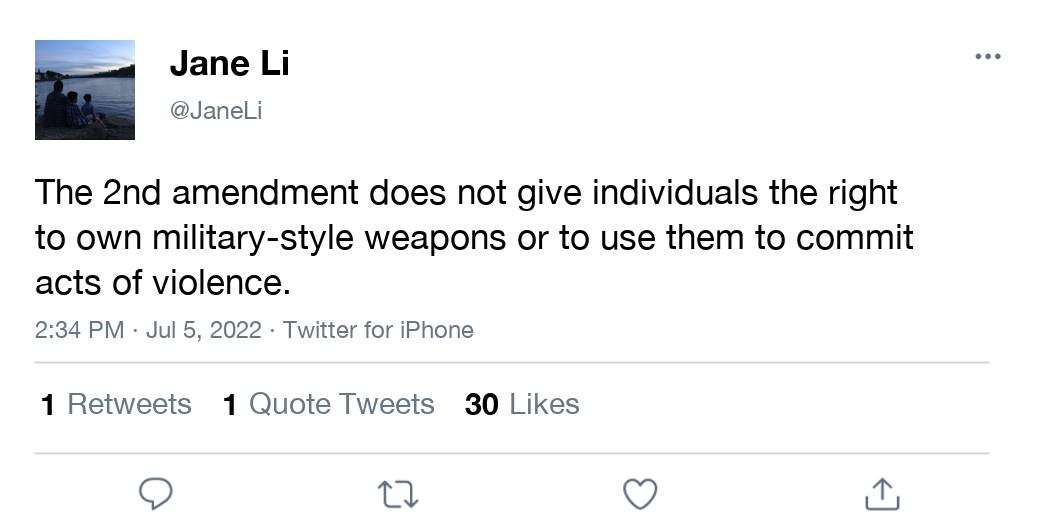 Jane Li
@JaneLi
The 2nd amendment does not give individuals the right
to own military-style weapons or to use them to commit
acts of violence.
2:34 PM · Jul 5, 2022 · Twitter for iPhone
1 Retweets 1 Quote Tweets 30 Likes